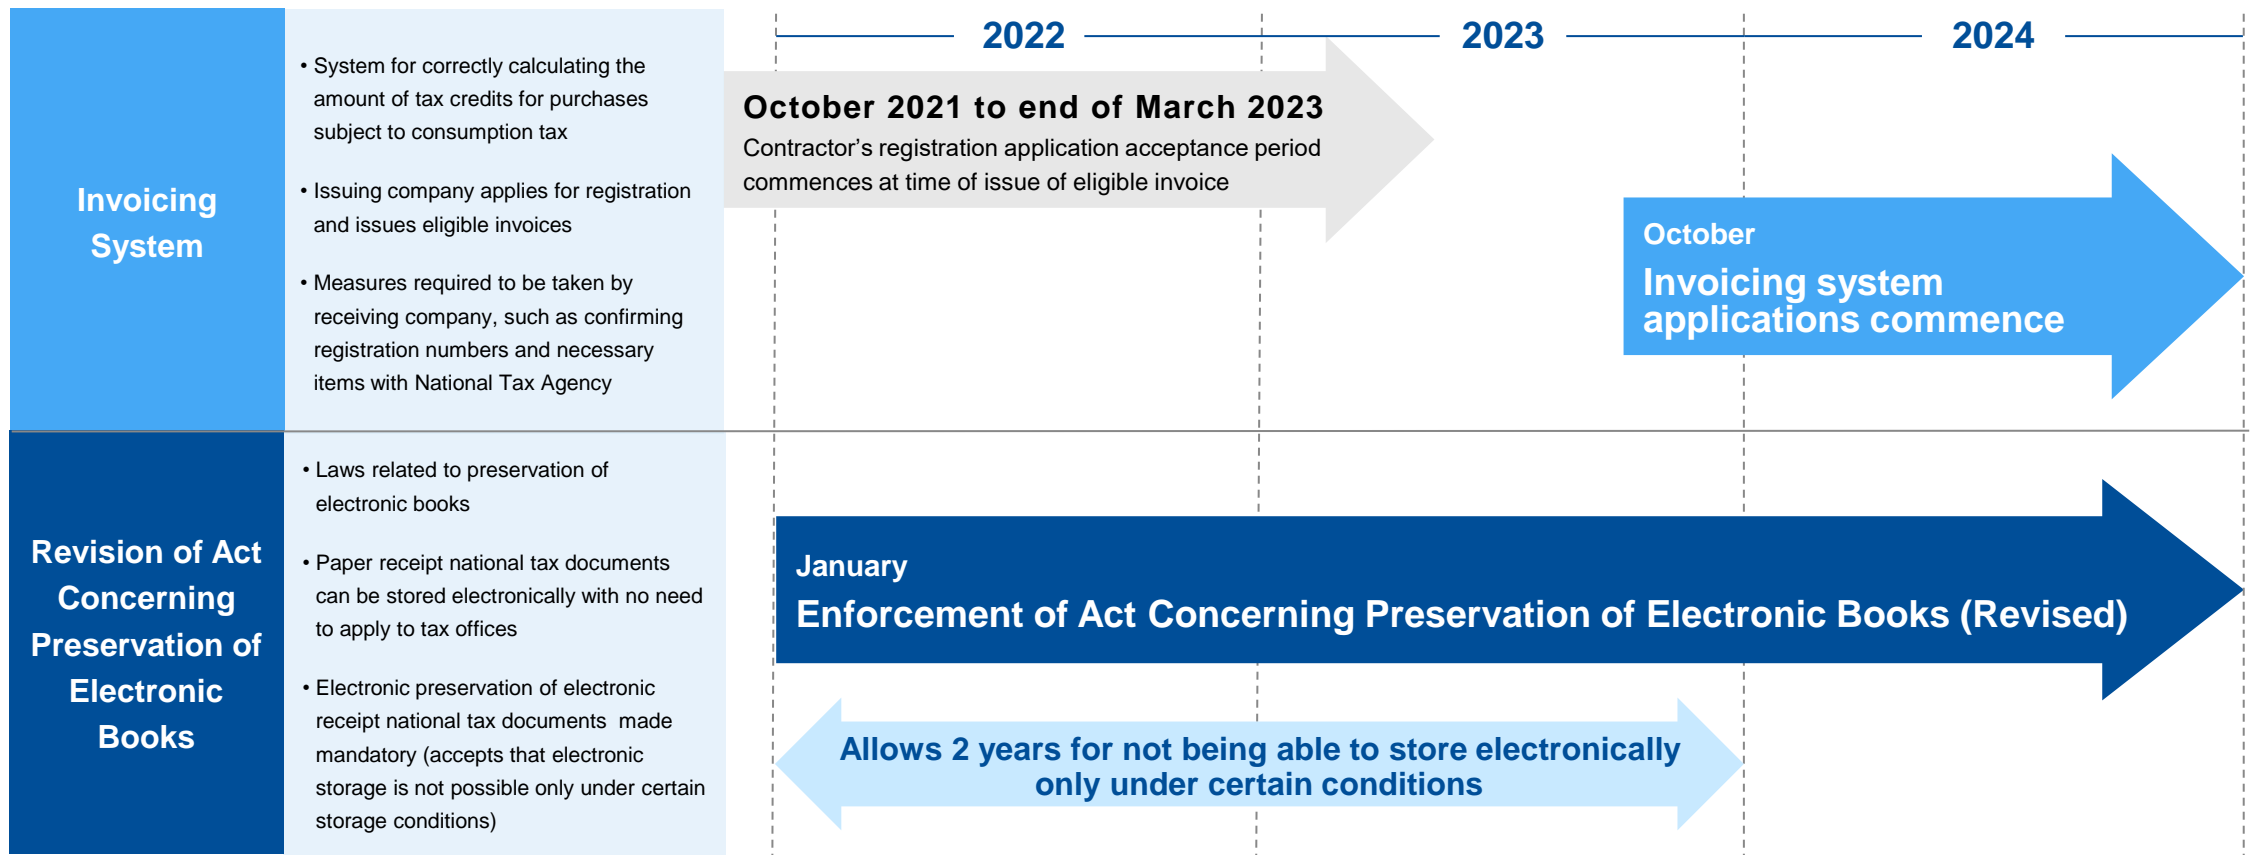 2022
2023
2024
Invoicing
System
• System for correctly calculating the
amount of tax credits for purchases
subject to consumption tax
• Issuing company applies for registration
and issues eligible invoices
• Measures required to be taken by
receiving company, such as confirming
registration numbers and necessary
items with National Tax Agency
October 2021 to end of March 2023
Contractor’s registration application acceptance period
commences at time of issue of eligible invoice
October
Invoicing system
applications commence
Revision of Act
Concerning
Preservation of
Electronic
Books
• Laws related to preservation of
electronic books
• Paper receipt national tax documents
can be stored electronically with no need
to apply to tax offices
• Electronic preservation of electronic
receipt national tax documents  made
mandatory (accepts that electronic
storage is not possible only under certain
storage conditions)
January
Enforcement of Act Concerning Preservation of Electronic Books (Revised)
Allows 2 years for not being able to store electronically
only under certain conditions